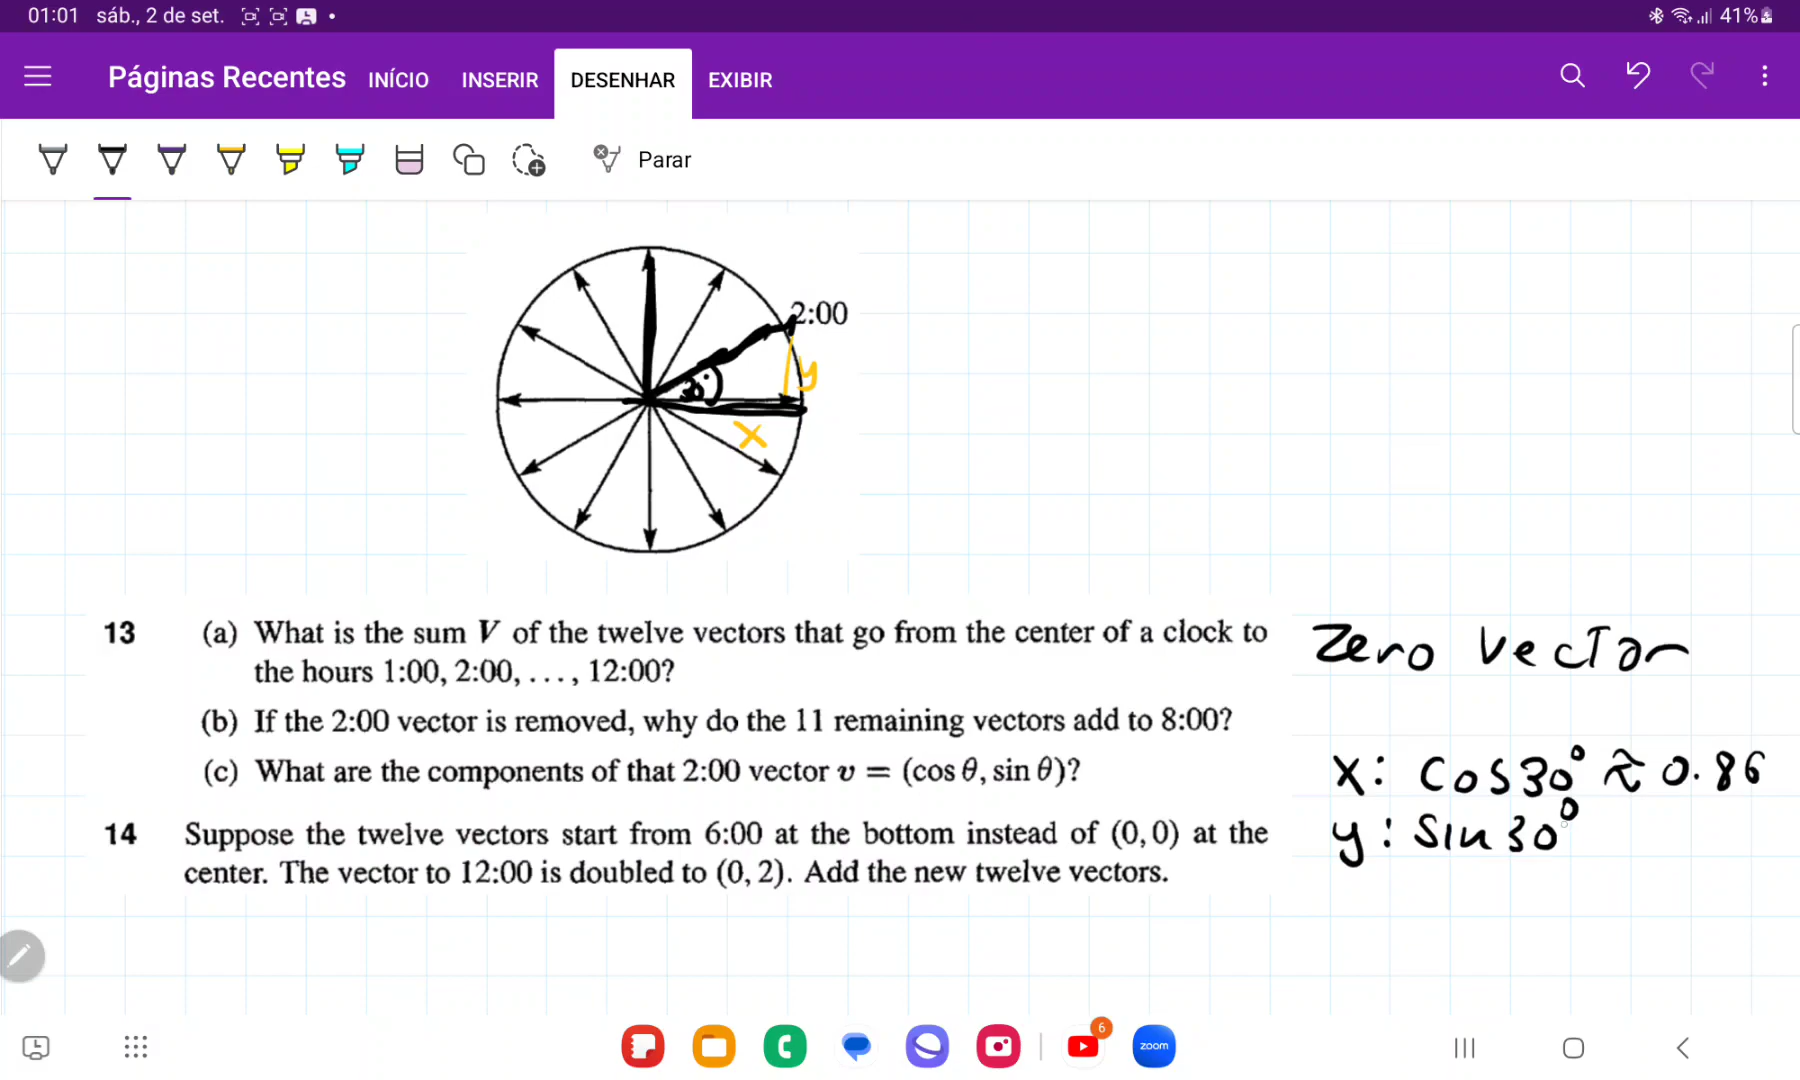 01:01 sáb., 2 de set. • 41%
Páginas Recentes INÍCIO INSERIR DESENHAR EXIBIR
Parar
2:00
30°
y
x
13 (a) What is the sum V of the twelve vectors that go from the center of a clock to
the hours 1:00, 2:00, . . . , 12:00?
zero vector
(b) If the 2:00 vector is removed, why do the 11 remaining vectors add to 8:00?
(c) What are the components of that 2:00 vector v = (cos θ, sin θ)?
x: cos30° ≈ 0.86
y: sin30°
14 Suppose the twelve vectors start from 6:00 at the bottom instead of (0, 0) at the
center. The vector to 12:00 is doubled to (0, 2). Add the new twelve vectors.
6
zoom